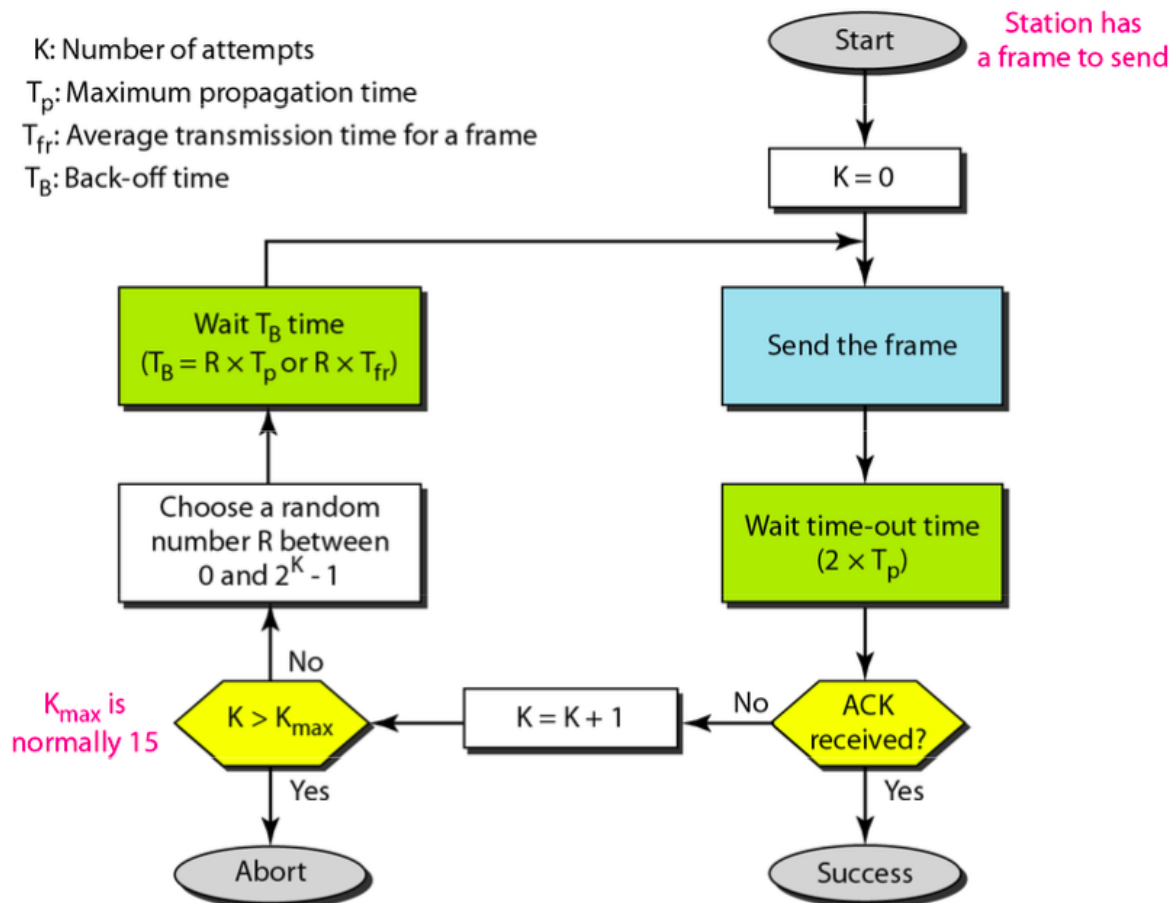 K: Number of attempts
Tp: Maximum propagation time
Tfr: Average transmission time for a frame
TB: Back-off time
Start
Station has
a frame to send
K = 0
Wait TB time
(TB = R × Tp or R × Tfr)
Send the frame
Choose a random
number R between
0 and 2^K - 1
Wait time-out time
(2 × Tp)
No
Kmax is
normally 15
K > Kmax
K = K + 1
No
ACK
received?
Yes
Yes
Abort
Success